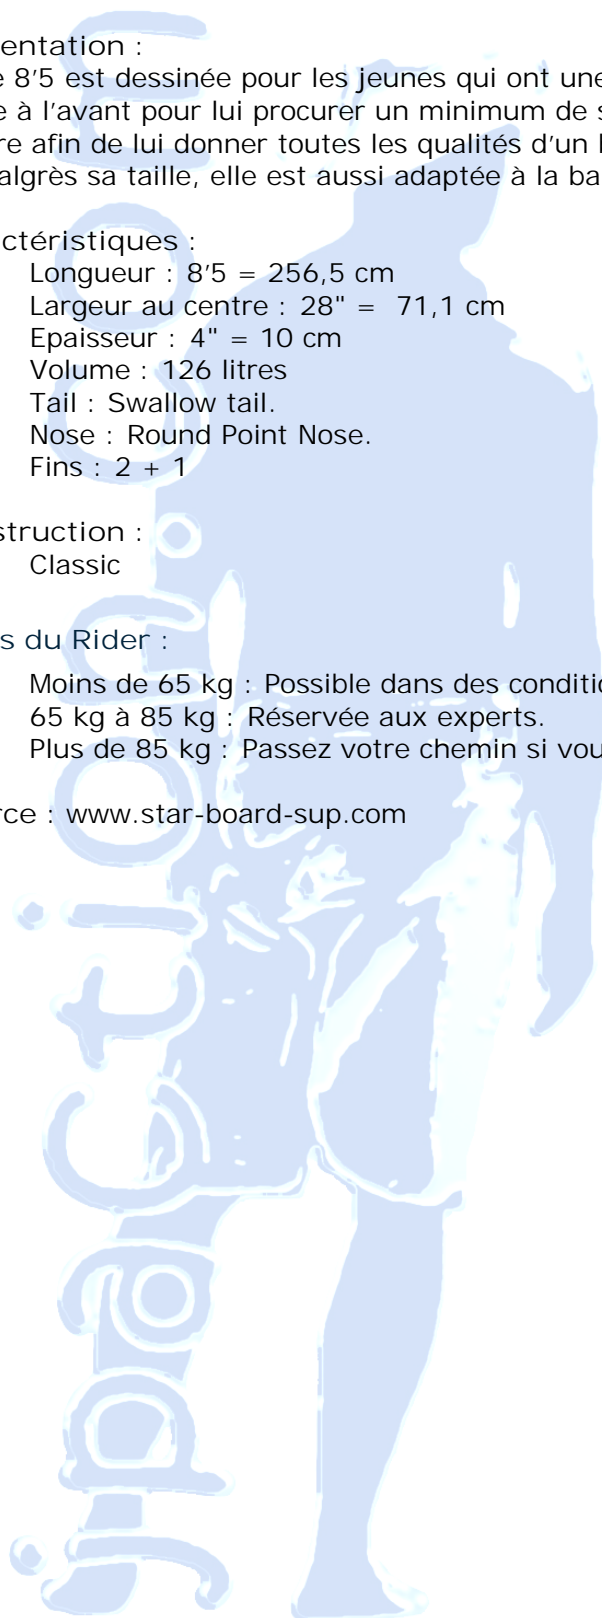 entation :
e 8'5 est dessinée pour les jeunes qui ont une
e à l'avant pour lui procurer un minimum de s
re afin de lui donner toutes les qualités d'un l
algrès sa taille, elle est aussi adaptée à la ba
ctéristiques :
Longueur : 8'5 = 256,5 cm
Largeur au centre : 28" = 71,1 cm
Epaisseur : 4" = 10 cm
Volume : 126 litres
Tail : Swallow tail.
Nose : Round Point Nose.
Fins : 2 + 1
struction :
Classic
s du Rider :
Moins de 65 kg : Possible dans des conditio
65 kg à 85 kg : Réservée aux experts.
Plus de 85 kg : Passez votre chemin si vou
rce : www.star-board-sup.com